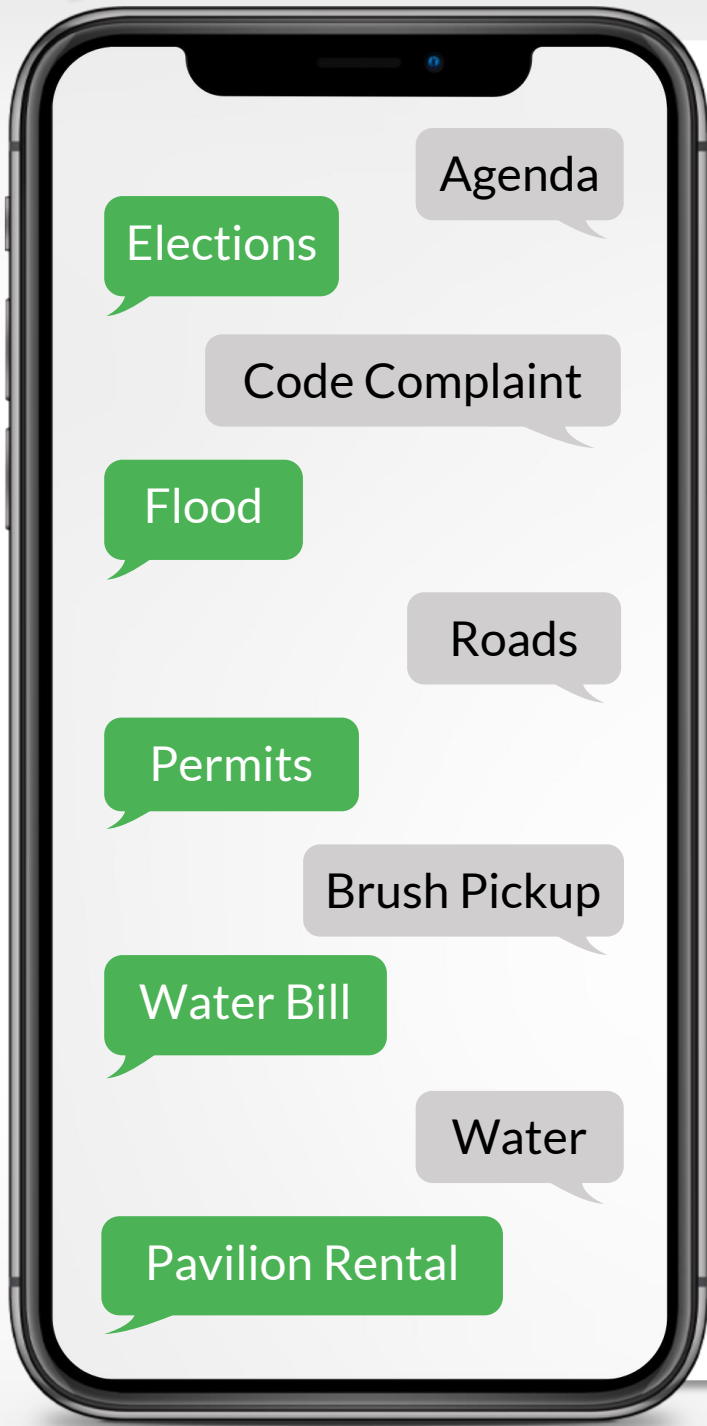 Agenda
Elections
Code Complaint
Flood
Roads
Permits
Brush Pickup
Water Bill
Water
Pavilion Rental